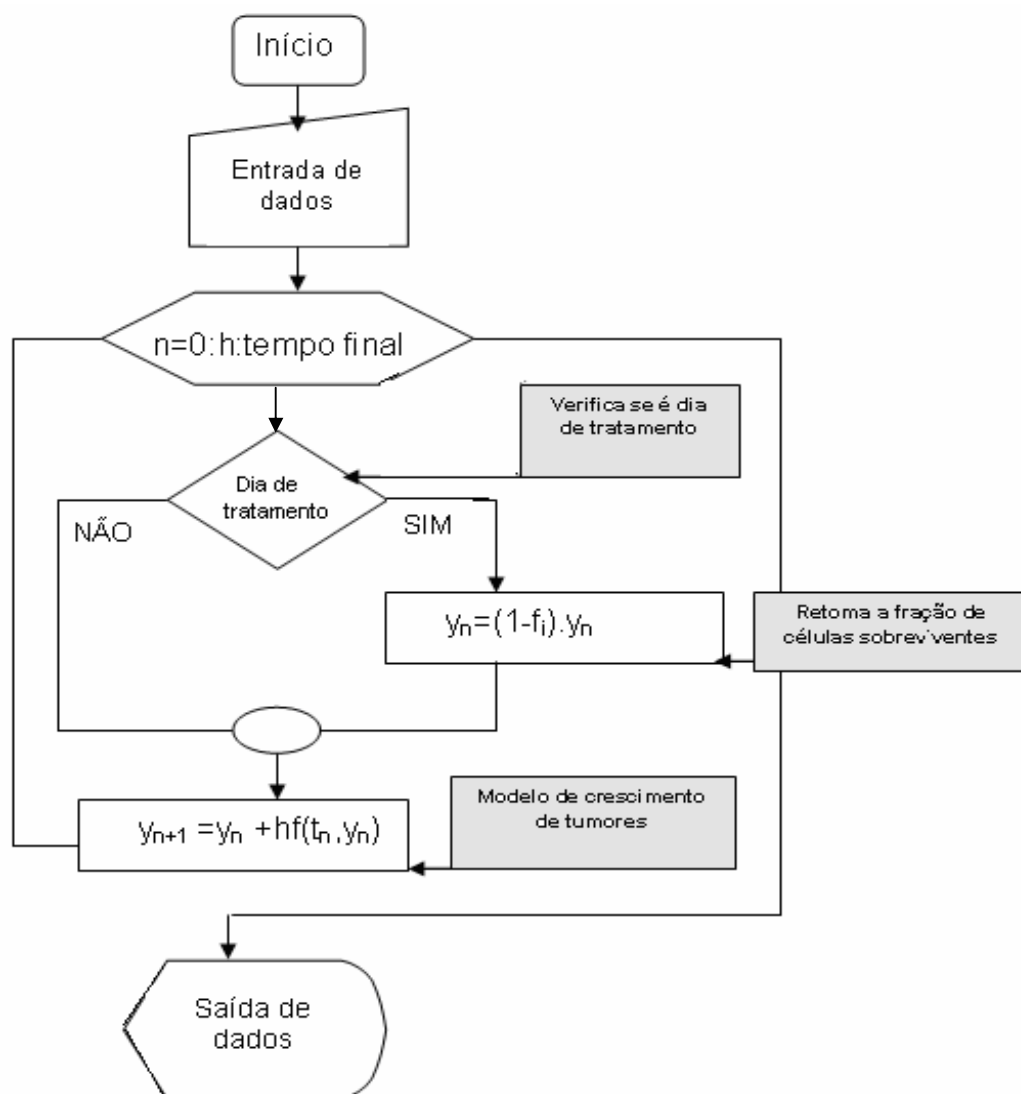 Início
Entrada de
dados
n=0:h:tempo final
Verifica se é dia
de tratamento
Dia de
tratamento
NÃO
SIM
yₙ=(1-fᵢ).yₙ
Retoma a fração de
células sobreviventes
Modelo de crescimento
de tumores
yₙ₊₁ =yₙ +hf(tₙ,yₙ)
Saída de
dados